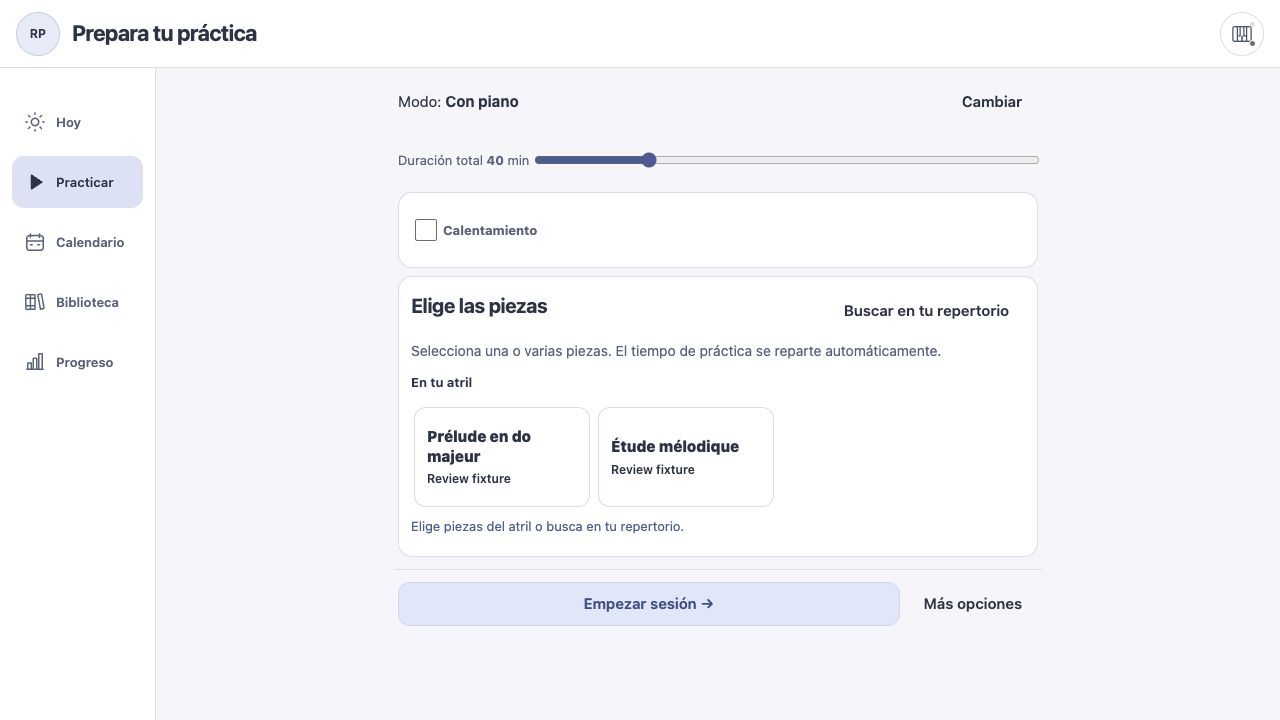 RP
Prepara tu práctica
Hoy
Practicar
Calendario
Biblioteca
Progreso
Modo: Con piano
Cambiar
Duración total 40 min
Calentamiento
Elige las piezas
Buscar en tu repertorio
Selecciona una o varias piezas. El tiempo de práctica se reparte automáticamente.
En tu atril
Prélude en do
majeur
Review fixture
Étude mélodique
Review fixture
Elige piezas del atril o busca en tu repertorio.
Empezar sesión →
Más opciones